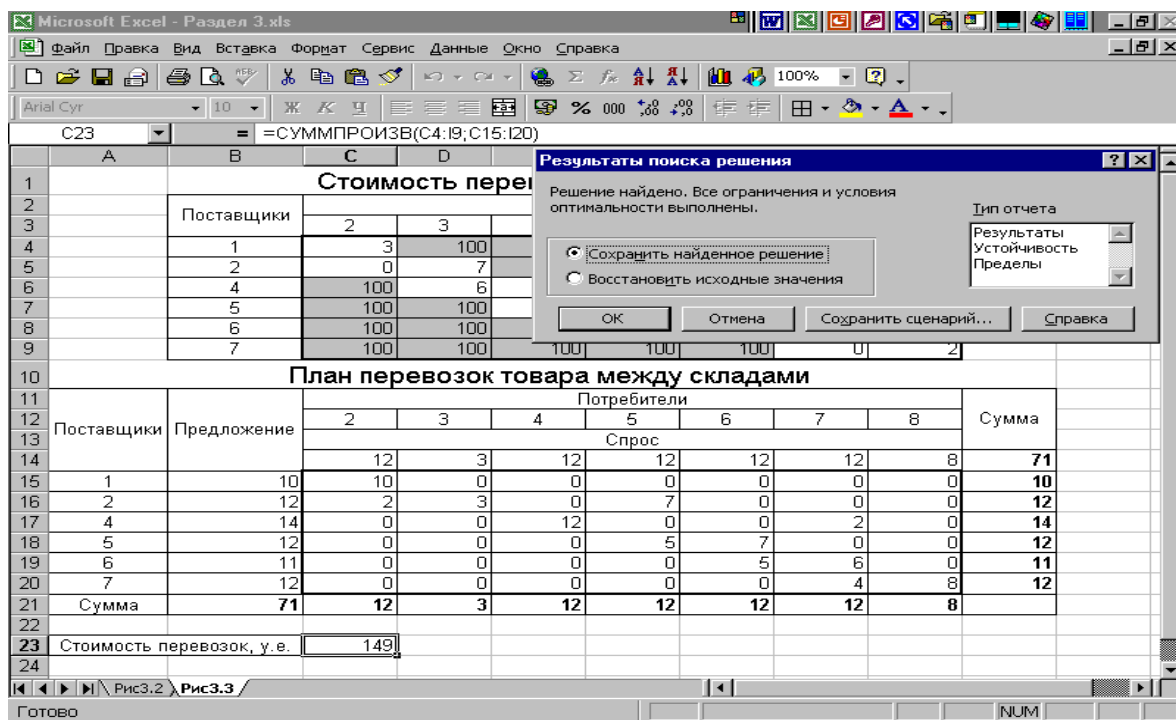 Microsoft Excel - Раздел 3.xls
Файл Правка Вид Вставка Формат Сервис Данные Окно Справка
100%
Arial Cyr 10 Ж К Ч % 000
C23 = =СУММПРОИЗВ(C4:I9;C15:I20)
A B C D
1 Стоимость
2 Поставщики
3 2 3
4 1 3 100
5 2 0 7
6 4 100 6
7 5 100 100
8 6 100 100
9 7 100 100 100 100 100 0 2
Результаты поиска решения
Решение найдено. Все ограничения и условия
оптимальности выполнены.
Тип отчета
Результаты
Устойчивость
Пределы
Сохранить найденное решение
Восстановить исходные значения
ОК Отмена Сохранить сценарий... Справка
10 План перевозок товара между складами
11 Потребители
12 Поставщики Предложение 2 3 4 5 6 7 8 Сумма
13 Спрос
14 12 3 12 12 12 12 8 71
15 1 10 10 0 0 0 0 0 0 10
16 2 12 2 3 0 7 0 0 0 12
17 4 14 0 0 12 0 0 2 0 14
18 5 12 0 0 0 5 7 0 0 12
19 6 11 0 0 0 0 5 6 0 11
20 7 12 0 0 0 0 0 4 8 12
21 Сумма 71 12 3 12 12 12 12 8
22
23 Стоимость перевозок, у.е. 149
24
Рис3.2 Рис3.3
Готово NUM